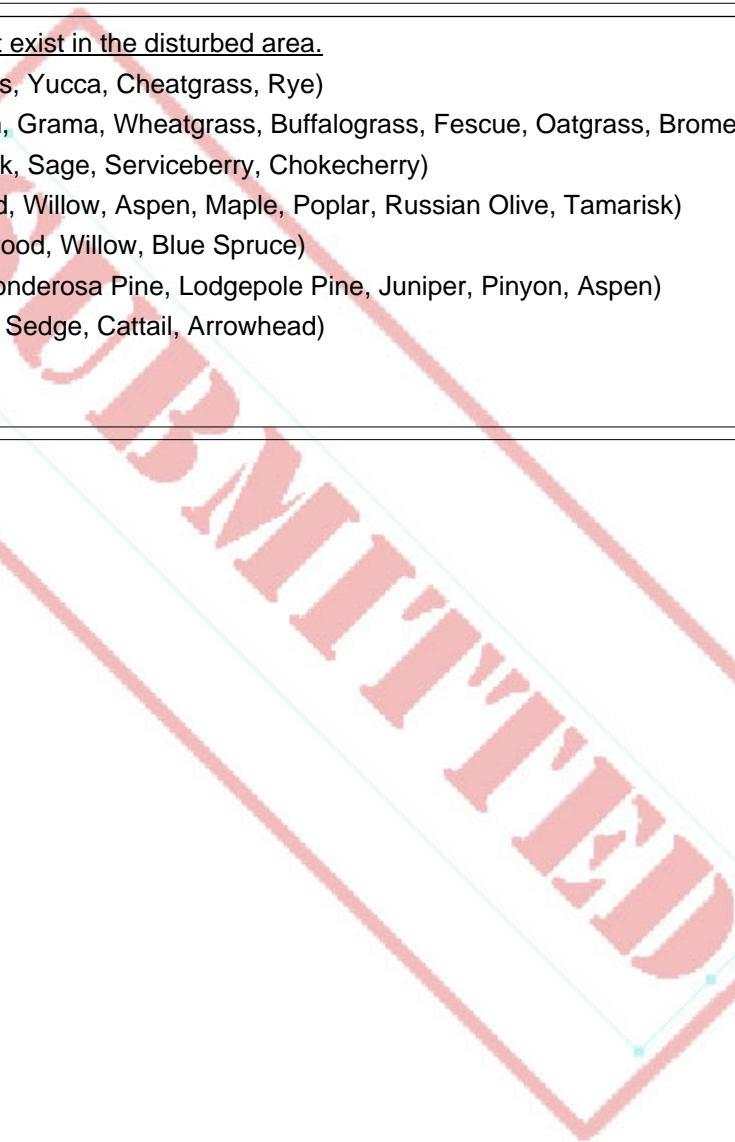 t exist in the disturbed area.
s, Yucca, Cheatgrass, Rye)
, Grama, Wheatgrass, Buffalograss, Fescue, Oatgrass, Brome
k, Sage, Serviceberry, Chokecherry)
d, Willow, Aspen, Maple, Poplar, Russian Olive, Tamarisk)
ood, Willow, Blue Spruce)
onderosa Pine, Lodgepole Pine, Juniper, Pinyon, Aspen)
Sedge, Cattail, Arrowhead)
SUBMITTED